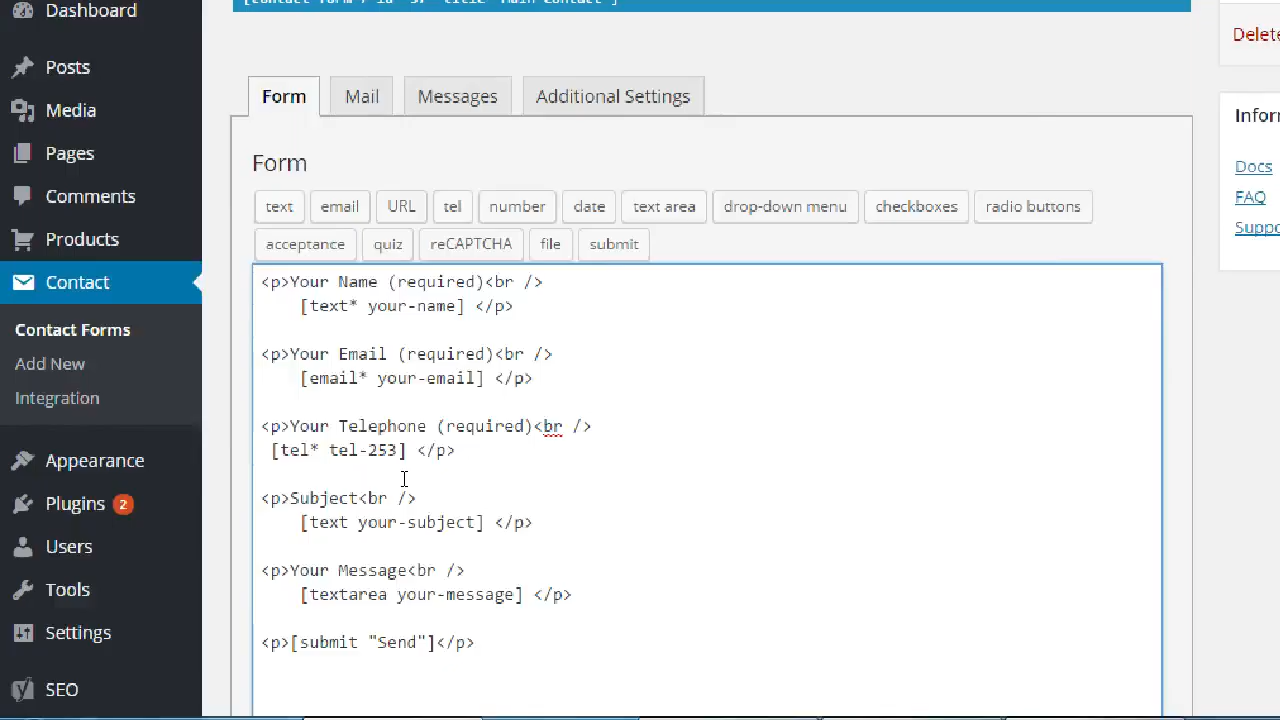 Dashboard
Posts
Media
Pages
Comments
Products
Contact
Contact Forms
Add New
Integration
Appearance
Plugins 2
Users
Tools
Settings
SEO
Form Mail Messages Additional Settings
Form
text email URL tel number date text area drop-down menu checkboxes radio buttons
acceptance quiz reCAPTCHA file submit
<p>Your Name (required)<br />
    [text* your-name] </p>
<p>Your Email (required)<br />
    [email* your-email] </p>
<p>Your Telephone (required)<br />
 [tel* tel-253] </p>
<p>Subject<br />
    [text your-subject] </p>
<p>Your Message<br />
    [textarea your-message] </p>
<p>[submit "Send"]</p>
Delete
Infor
Docs
FAQ
Suppo